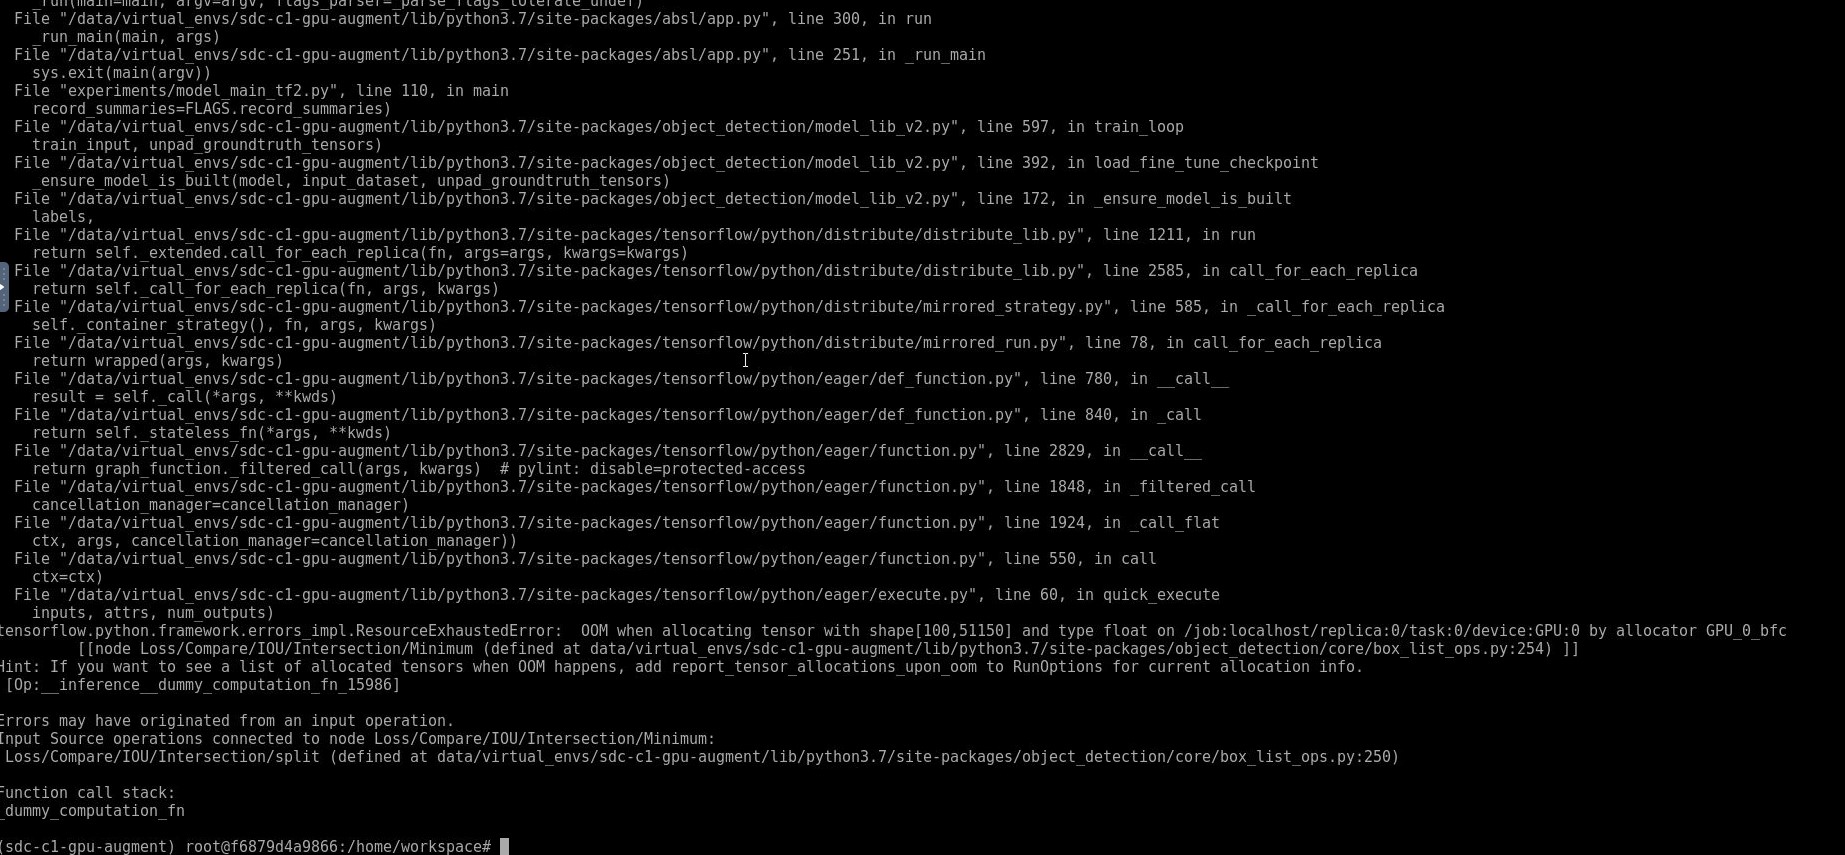 _run(main=main, argv=argv, flags_parser=_parse_flags_tolerate_undef)
File "/data/virtual_envs/sdc-c1-gpu-augment/lib/python3.7/site-packages/absl/app.py", line 300, in run
_run_main(main, args)
File "/data/virtual_envs/sdc-c1-gpu-augment/lib/python3.7/site-packages/absl/app.py", line 251, in _run_main
sys.exit(main(argv))
File "experiments/model_main_tf2.py", line 110, in main
record_summaries=FLAGS.record_summaries)
File "/data/virtual_envs/sdc-c1-gpu-augment/lib/python3.7/site-packages/object_detection/model_lib_v2.py", line 597, in train_loop
train_input, unpad_groundtruth_tensors)
File "/data/virtual_envs/sdc-c1-gpu-augment/lib/python3.7/site-packages/object_detection/model_lib_v2.py", line 392, in load_fine_tune_checkpoint
_ensure_model_is_built(model, input_dataset, unpad_groundtruth_tensors)
File "/data/virtual_envs/sdc-c1-gpu-augment/lib/python3.7/site-packages/object_detection/model_lib_v2.py", line 172, in _ensure_model_is_built
labels,
File "/data/virtual_envs/sdc-c1-gpu-augment/lib/python3.7/site-packages/tensorflow/python/distribute/distribute_lib.py", line 1211, in run
return self._extended.call_for_each_replica(fn, args=args, kwargs=kwargs)
File "/data/virtual_envs/sdc-c1-gpu-augment/lib/python3.7/site-packages/tensorflow/python/distribute/distribute_lib.py", line 2585, in call_for_each_replica
return self._call_for_each_replica(fn, args, kwargs)
File "/data/virtual_envs/sdc-c1-gpu-augment/lib/python3.7/site-packages/tensorflow/python/distribute/mirrored_strategy.py", line 585, in _call_for_each_replica
self._container_strategy(), fn, args, kwargs)
File "/data/virtual_envs/sdc-c1-gpu-augment/lib/python3.7/site-packages/tensorflow/python/distribute/mirrored_run.py", line 78, in call_for_each_replica
return wrapped(args, kwargs)
File "/data/virtual_envs/sdc-c1-gpu-augment/lib/python3.7/site-packages/tensorflow/python/eager/def_function.py", line 780, in __call__
result = self._call(*args, **kwds)
File "/data/virtual_envs/sdc-c1-gpu-augment/lib/python3.7/site-packages/tensorflow/python/eager/def_function.py", line 840, in _call
return self._stateless_fn(*args, **kwds)
File "/data/virtual_envs/sdc-c1-gpu-augment/lib/python3.7/site-packages/tensorflow/python/eager/function.py", line 2829, in __call__
return graph_function._filtered_call(args, kwargs)  # pylint: disable=protected-access
File "/data/virtual_envs/sdc-c1-gpu-augment/lib/python3.7/site-packages/tensorflow/python/eager/function.py", line 1848, in _filtered_call
cancellation_manager=cancellation_manager)
File "/data/virtual_envs/sdc-c1-gpu-augment/lib/python3.7/site-packages/tensorflow/python/eager/function.py", line 1924, in _call_flat
ctx, args, cancellation_manager=cancellation_manager))
File "/data/virtual_envs/sdc-c1-gpu-augment/lib/python3.7/site-packages/tensorflow/python/eager/function.py", line 550, in call
ctx=ctx)
File "/data/virtual_envs/sdc-c1-gpu-augment/lib/python3.7/site-packages/tensorflow/python/eager/execute.py", line 60, in quick_execute
inputs, attrs, num_outputs)
tensorflow.python.framework.errors_impl.ResourceExhaustedError:  OOM when allocating tensor with shape[100,51150] and type float on /job:localhost/replica:0/task:0/device:GPU:0 by allocator GPU_0_bfc
[[node Loss/Compare/IOU/Intersection/Minimum (defined at data/virtual_envs/sdc-c1-gpu-augment/lib/python3.7/site-packages/object_detection/core/box_list_ops.py:254) ]]
Hint: If you want to see a list of allocated tensors when OOM happens, add report_tensor_allocations_upon_oom to RunOptions for current allocation info.
[Op:__inference__dummy_computation_fn_15986]
Errors may have originated from an input operation.
Input Source operations connected to node Loss/Compare/IOU/Intersection/Minimum:
Loss/Compare/IOU/Intersection/split (defined at data/virtual_envs/sdc-c1-gpu-augment/lib/python3.7/site-packages/object_detection/core/box_list_ops.py:250)
Function call stack:
_dummy_computation_fn
(sdc-c1-gpu-augment) root@f6879d4a9866:/home/workspace#